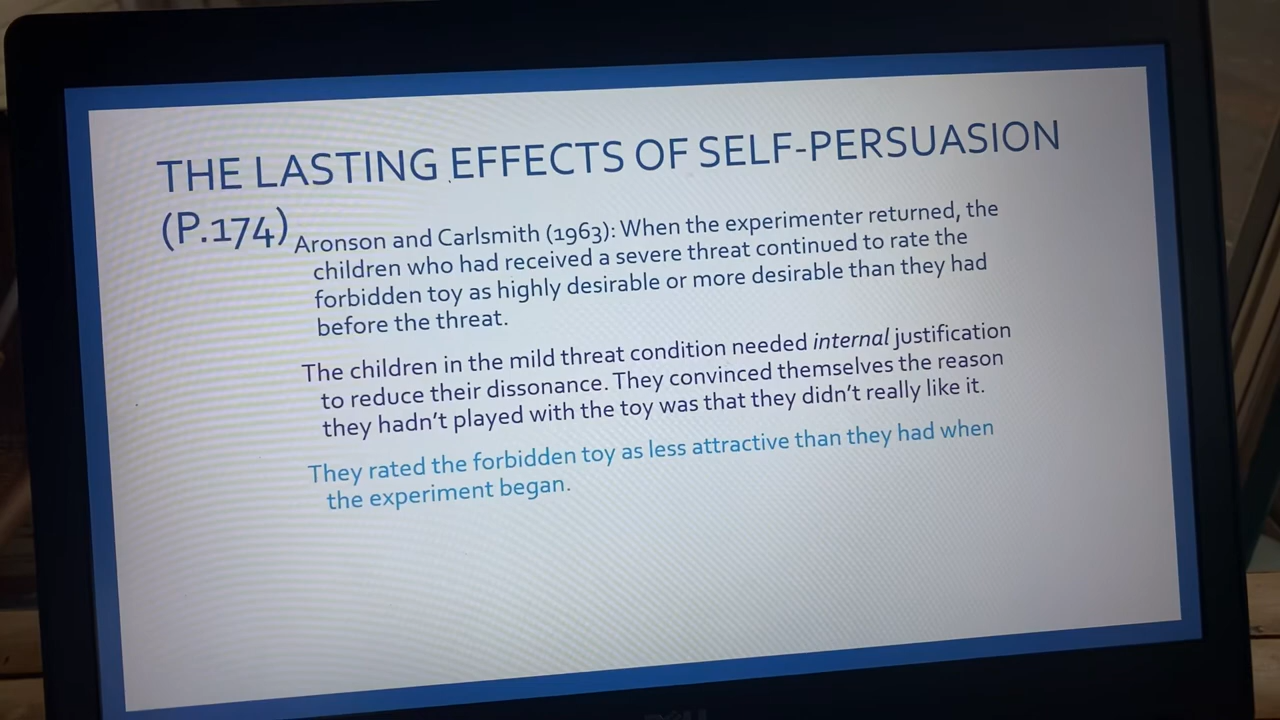 THE LASTING EFFECTS OF SELF-PERSUASION
(P.174)
Aronson and Carlsmith (1963): When the experimenter returned, the
children who had received a severe threat continued to rate the
forbidden toy as highly desirable or more desirable than they had
before the threat.
The children in the mild threat condition needed internal justification
to reduce their dissonance. They convinced themselves the reason
they hadn't played with the toy was that they didn't really like it.
They rated the forbidden toy as less attractive than they had when
the experiment began.